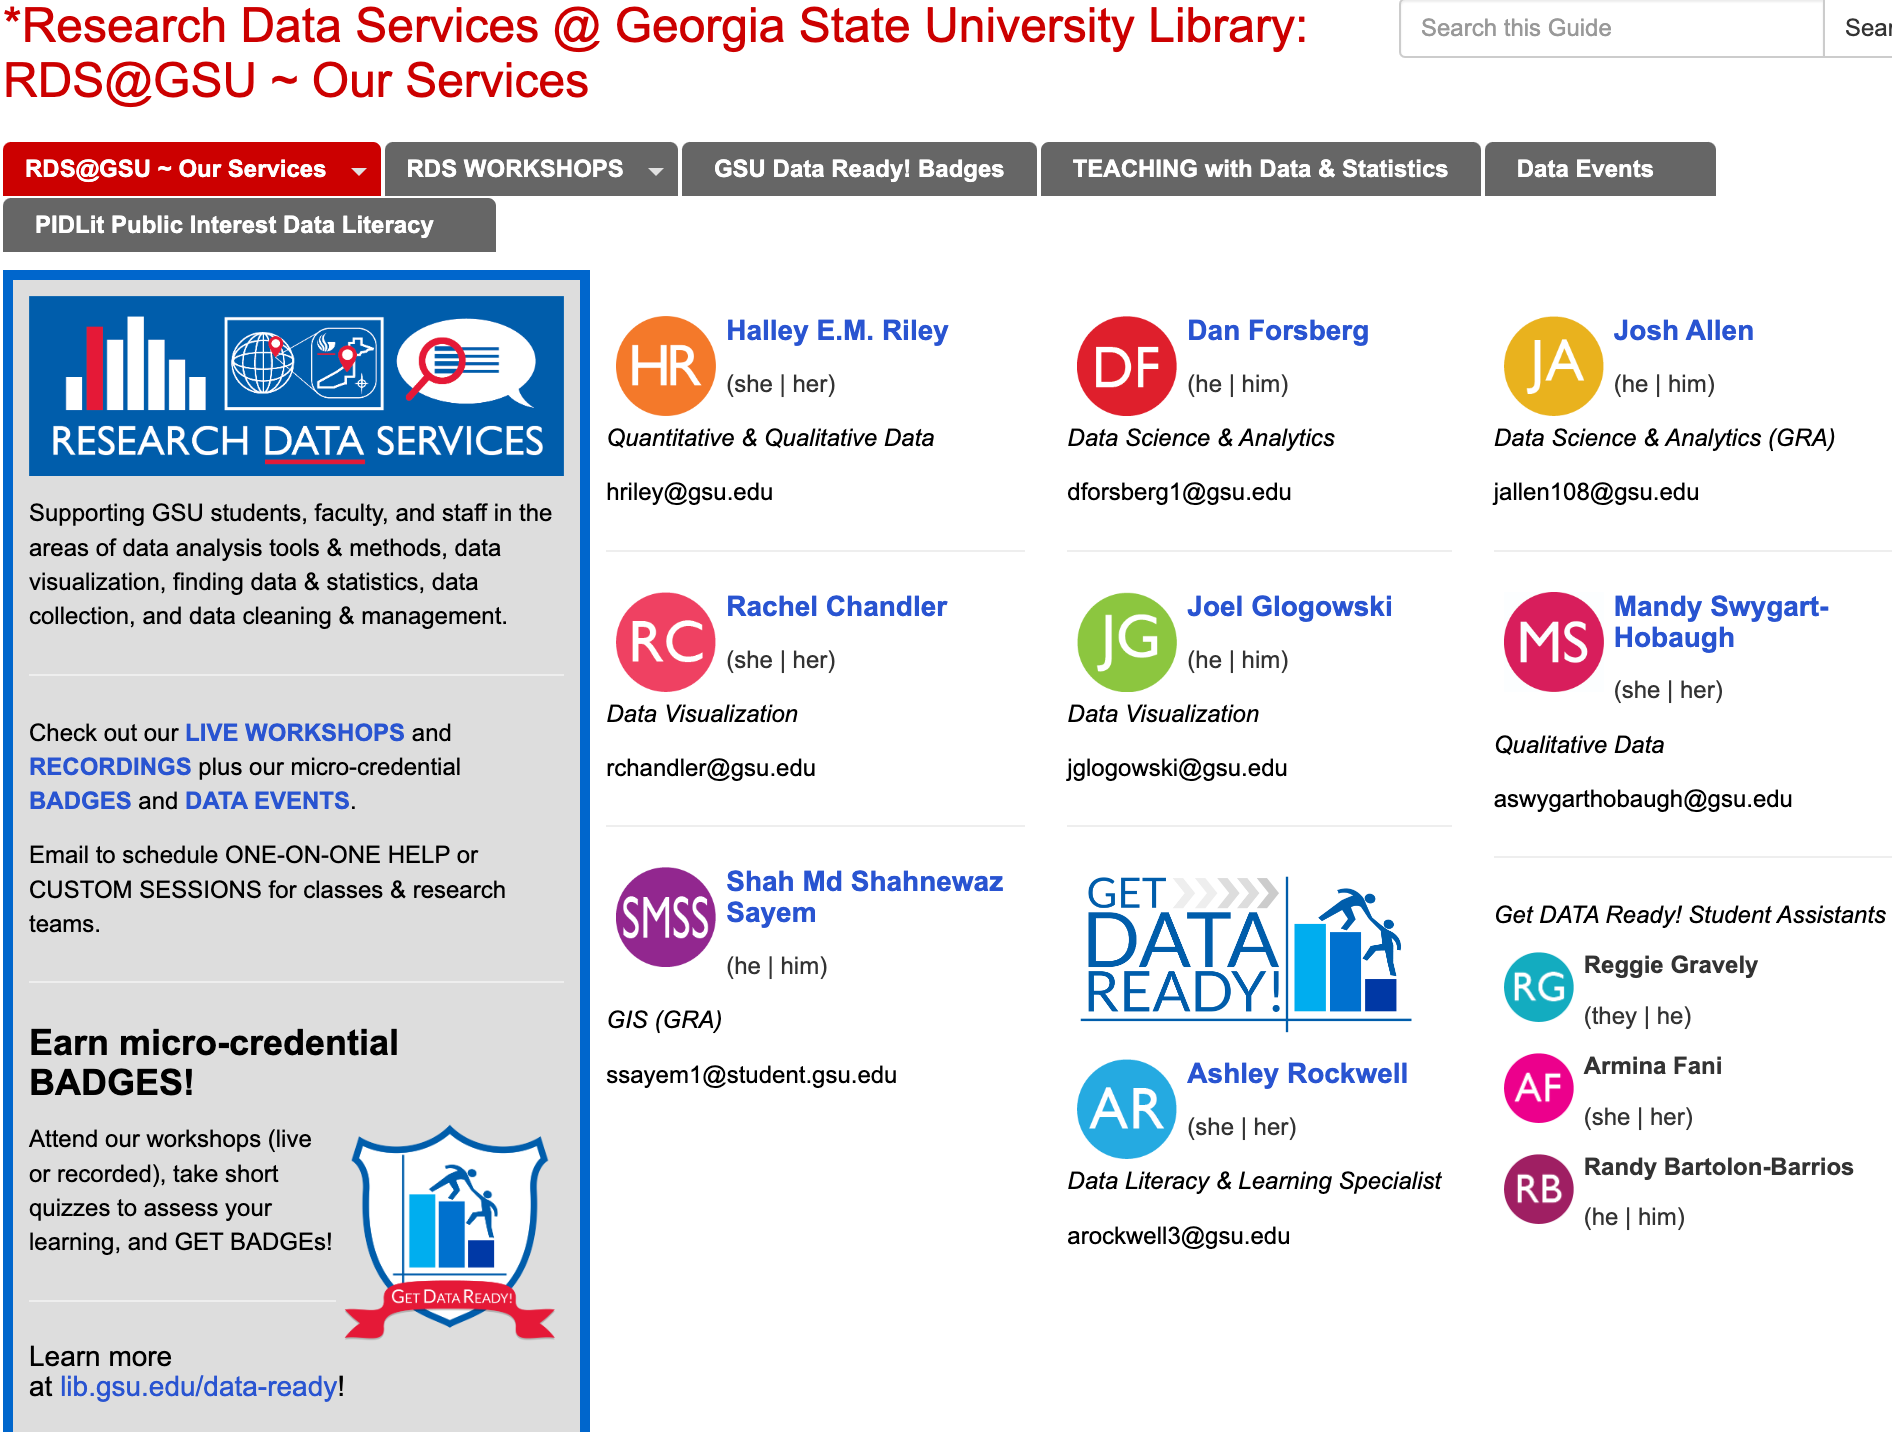 *Research Data Services @ Georgia State University Library:
RDS@GSU ~ Our Services
Search this Guide
RDS@GSU ~ Our Services
RDS WORKSHOPS
GSU Data Ready! Badges
TEACHING with Data & Statistics
Data Events
PIDLit Public Interest Data Literacy
RESEARCH DATA SERVICES
Supporting GSU students, faculty, and staff in the
areas of data analysis tools & methods, data
visualization, finding data & statistics, data
collection, and data cleaning & management.
Check out our LIVE WORKSHOPS and
RECORDINGS plus our micro-credential
BADGES and DATA EVENTS.
Email to schedule ONE-ON-ONE HELP or
CUSTOM SESSIONS for classes & research
teams.
Earn micro-credential
BADGES!
Attend our workshops (live
or recorded), take short
quizzes to assess your
learning, and GET BADGEs!
GET DATA READY!
Learn more
at lib.gsu.edu/data-ready!
HR
Halley E.M. Riley
(she | her)
Quantitative & Qualitative Data
hriley@gsu.edu
RC
Rachel Chandler
(she | her)
Data Visualization
rchandler@gsu.edu
SMSS
Shah Md Shahnewaz
Sayem
(he | him)
GIS (GRA)
ssayem1@student.gsu.edu
DF
Dan Forsberg
(he | him)
Data Science & Analytics
dforsberg1@gsu.edu
JG
Joel Glogowski
(he | him)
Data Visualization
jglogowski@gsu.edu
GET
DATA
READY!
AR
Ashley Rockwell
(she | her)
Data Literacy & Learning Specialist
arockwell3@gsu.edu
JA
Josh Allen
(he | him)
Data Science & Analytics (GRA)
jallen108@gsu.edu
MS
Mandy Swygart-
Hobaugh
(she | her)
Qualitative Data
aswygarthobaugh@gsu.edu
Get DATA Ready! Student Assistants
RG
Reggie Gravely
(they | he)
AF
Armina Fani
(she | her)
RB
Randy Bartolon-Barrios
(he | him)